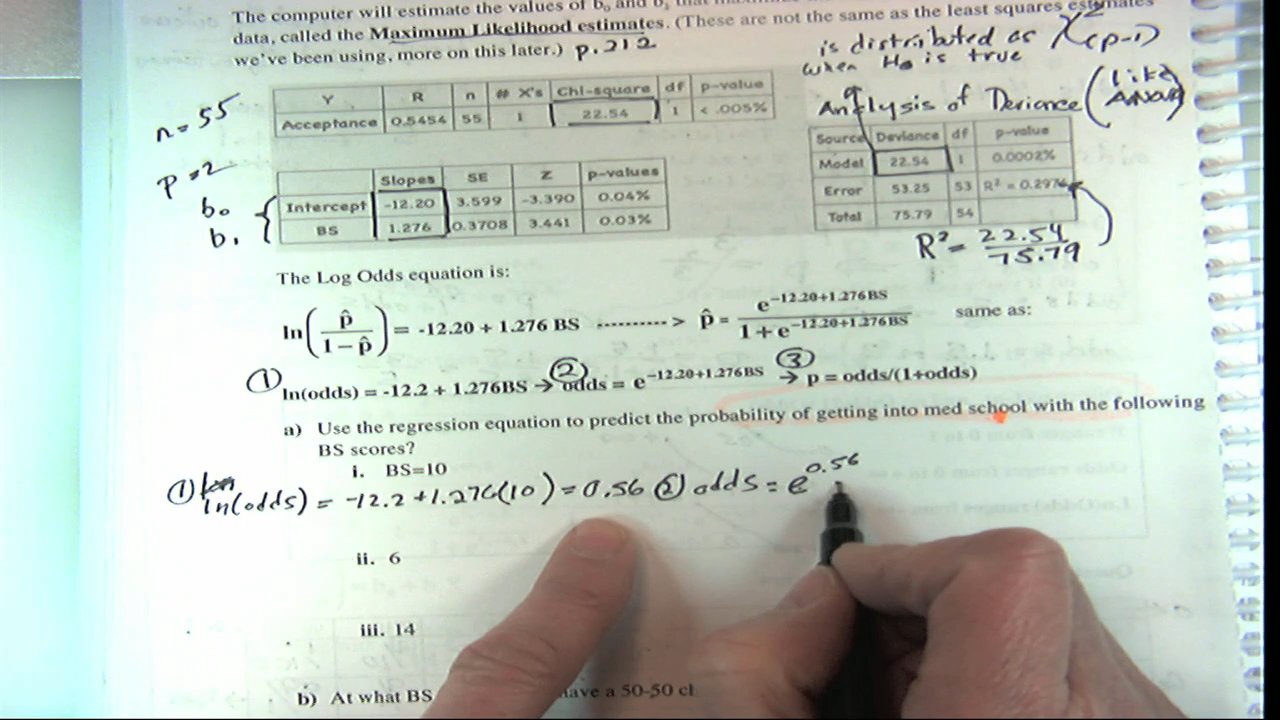 The computer will estimate the values of b₀ and b₁ that
data, called the Maximum Likelihood estimates. (These are not the same as the least squares estimates
we've been using, more on this later.) p.212
is distributed as χ²(p-1)
when H₀ is true
n=55
Y R n # X's Chi-square df p-value
Acceptance 0.5454 55 1 22.54 1 < .005%
Analysis of Deviance (like ANOVA)
Source Deviance df p-value
Model 22.54 1 0.0002%
Error 53.25 53 R² = 0.2974
Total 75.79 54
R² = 22.54/75.79
p=2
Slopes SE Z p-values
b₀ Intercept -12.20 3.599 -3.390 0.04%
b₁ BS 1.276 0.3708 3.441 0.03%
The Log Odds equation is:
ln(p̂/(1-p̂)) = -12.20 + 1.276 BS ----------> p̂ = e^(-12.20+1.276BS)/(1+e^(-12.20+1.276BS)) same as:
① ln(odds) = -12.2 + 1.276BS → ② odds = e^(-12.20+1.276BS) ③ → p = odds/(1+odds)
a) Use the regression equation to predict the probability of getting into med school with the following
BS scores?
i. BS=10
① ln(odds) = -12.2+1.276(10) = 0.56 ② odds = e^0.56
ii. 6
iii. 14
b) At what BS have a 50-50